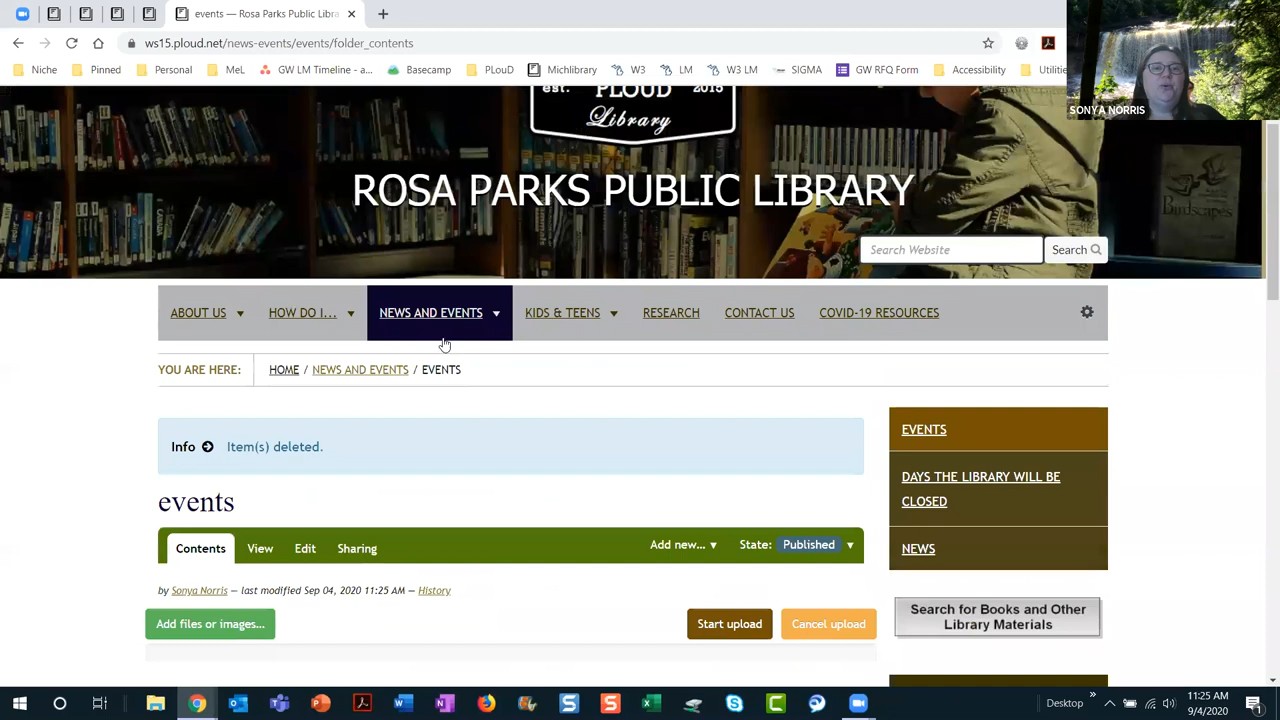 events — Rosa Parks Public Libra
ws15.ploud.net/news-events/events/folder_contents
Niche Pinned Personal MeL GW LM Timeline – a... Basecamp PLouD Michlibrary W3 LM W3 LM SIGMA GW RFQ Form Accessibility Utilitie
SONYA NORRIS
est. PLOUD 2015
Library
ROSA PARKS PUBLIC LIBRARY
Birdscapes
Search Website Search
ABOUT US HOW DO I... NEWS AND EVENTS KIDS & TEENS RESEARCH CONTACT US COVID-19 RESOURCES
YOU ARE HERE: HOME / NEWS AND EVENTS / EVENTS
Info Item(s) deleted.
events
Contents View Edit Sharing Add new... State: Published
by Sonya Norris — last modified Sep 04, 2020 11:25 AM — History
Add files or images... Start upload Cancel upload
EVENTS
DAYS THE LIBRARY WILL BE
CLOSED
NEWS
Search for Books and Other
Library Materials
Desktop
11:25 AM
9/4/2020
1